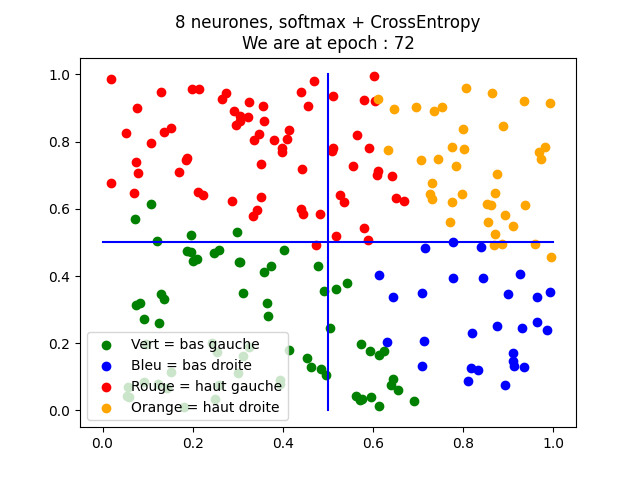 8 neurones, softmax + CrossEntropy
We are at epoch : 72
1.0
0.8
0.6
0.4
0.2
0.0
Vert = bas gauche
Bleu = bas droite
Rouge = haut gauche
Orange = haut droite
0.0 0.2 0.4 0.6 0.8 1.0